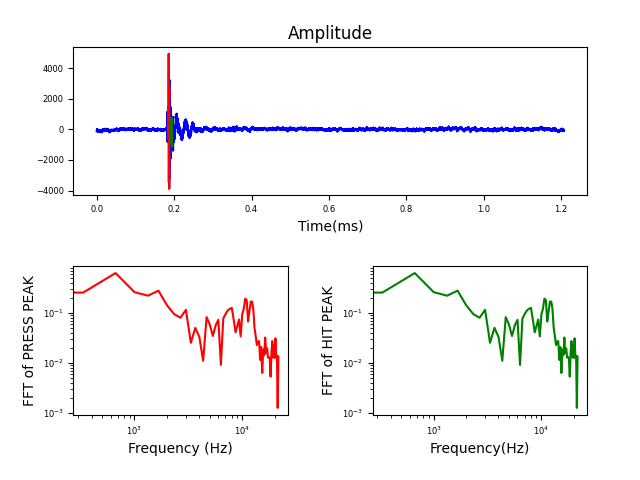 Amplitude
4000
2000
0
−2000
−4000
0.0 0.2 0.4 0.6 0.8 1.0 1.2
Time(ms)
FFT of PRESS PEAK
10⁻¹
10⁻²
10⁻³
10³ 10⁴
Frequency (Hz)
FFT of HIT PEAK
10⁻¹
10⁻²
10⁻³
10³ 10⁴
Frequency(Hz)